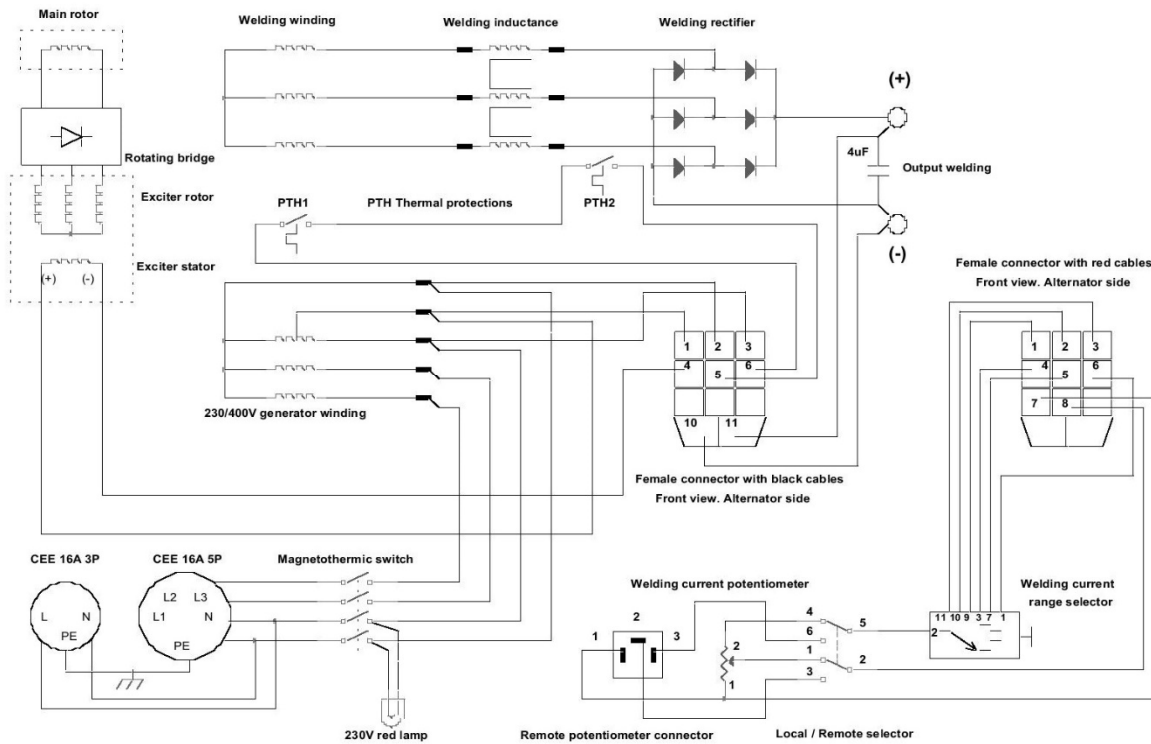 Main rotor
Welding winding
Welding inductance
Welding rectifier
(+)
Rotating bridge
4uF
Output welding
Exciter rotor
PTH1
PTH Thermal protections
PTH2
(-)
Exciter stator
(+) (-)
Female connector with red cables
Front view. Alternator side
1 2 3
4 5 6
10 11
1 2 3
4 5 6
7 8
230/400V generator winding
Female connector with black cables
Front view. Alternator side
CEE 16A 3P
CEE 16A 5P
Magnetothermic switch
L2 L3
L N
L1 N
PE
PE
Welding current potentiometer
Welding current
range selector
1 2 3
2
1
4
6
1
3
5
2
11 10 9 3 7 1
2
230V red lamp
Remote potentiometer connector
Local / Remote selector